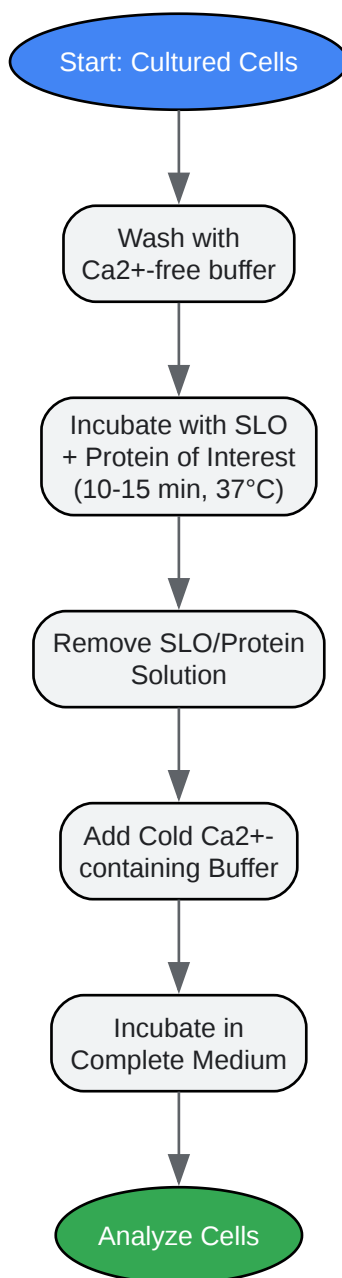 Start: Cultured Cells
Wash with
Ca2+-free buffer
Incubate with SLO
+ Protein of Interest
(10-15 min, 37°C)
Remove SLO/Protein
Solution
Add Cold Ca2+-
containing Buffer
Incubate in
Complete Medium
Analyze Cells